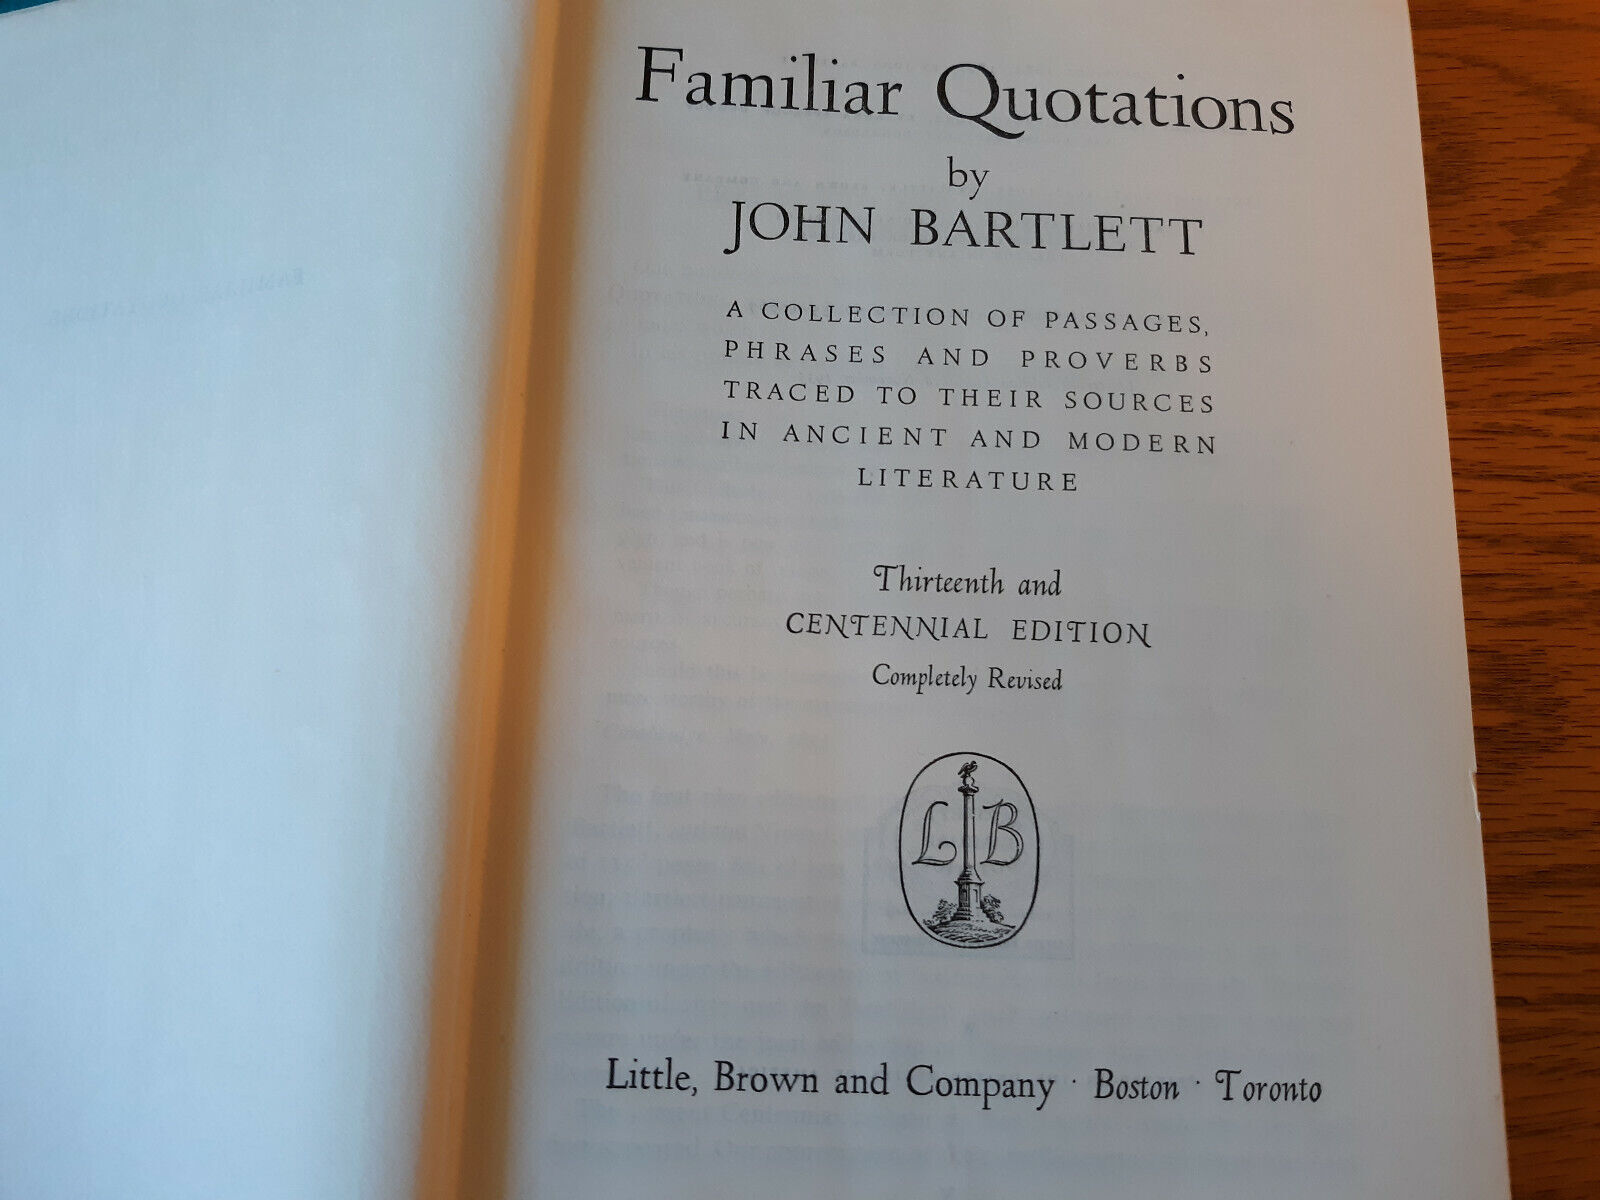 Familiar Quotations
by
JOHN BARTLETT
A COLLECTION OF PASSAGES,
PHRASES AND PROVERBS
TRACED TO THEIR SOURCES
IN ANCIENT AND MODERN
LITERATURE
Thirteenth and
CENTENNIAL EDITION
Completely Revised
L B
Little, Brown and Company · Boston · Toronto